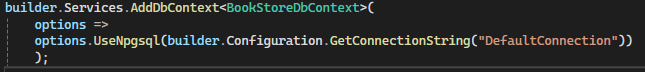 builder.Services.AddDbContext<BookStoreDbContext>(
options =>
options.UseNpgsql(builder.Configuration.GetConnectionString("DefaultConnection"))
);